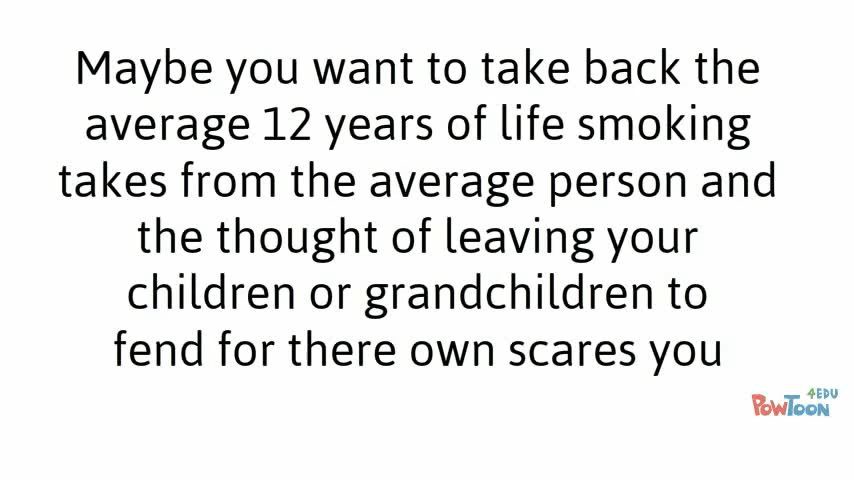 Maybe you want to take back the
average 12 years of life smoking
takes from the average person and
the thought of leaving your
children or grandchildren to
fend for there own scares you
4EDU
PowToon